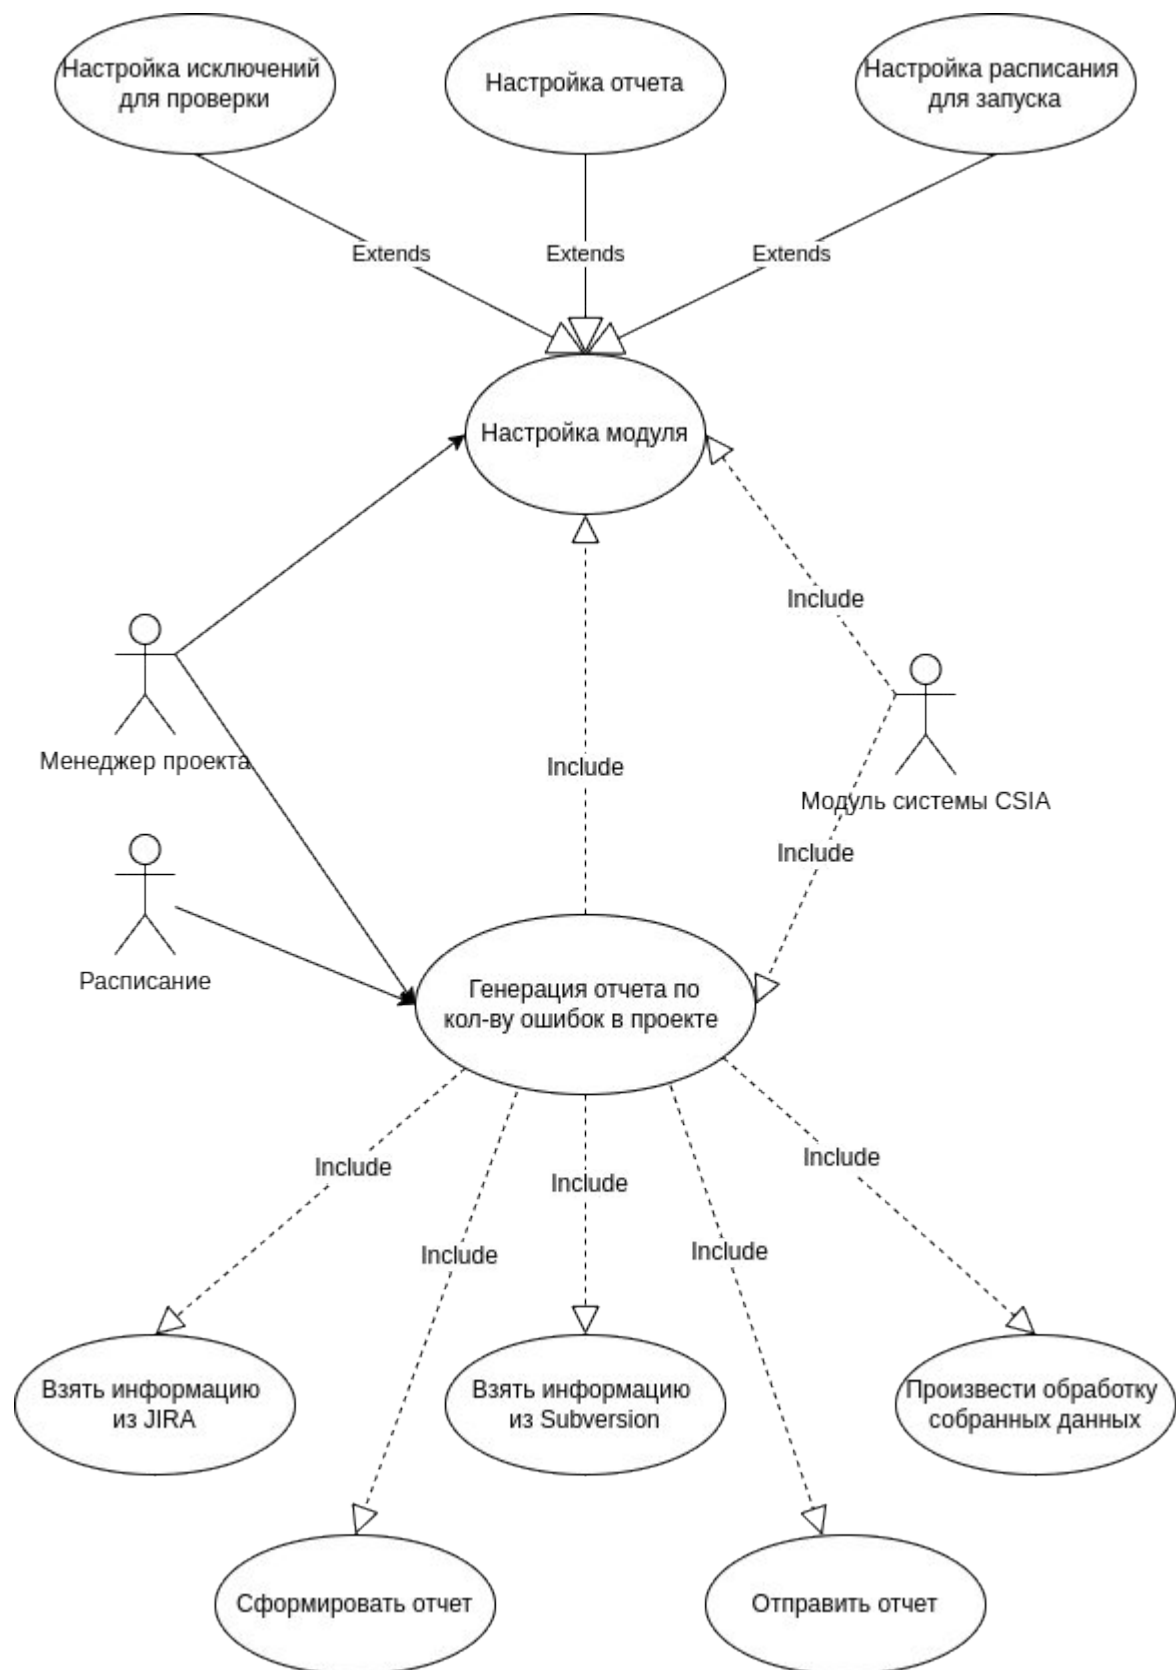 Настройка исключений
для проверки
Настройка отчета
Настройка расписания
для запуска
Extends
Extends
Extends
Настройка модуля
Include
Менеджер проекта
Include
Модуль системы CSIA
Include
Расписание
Генерация отчета по
кол-ву ошибок в проекте
Include
Include
Include
Include
Include
Взять информацию
из JIRA
Взять информацию
из Subversion
Произвести обработку
собранных данных
Сформировать отчет
Отправить отчет